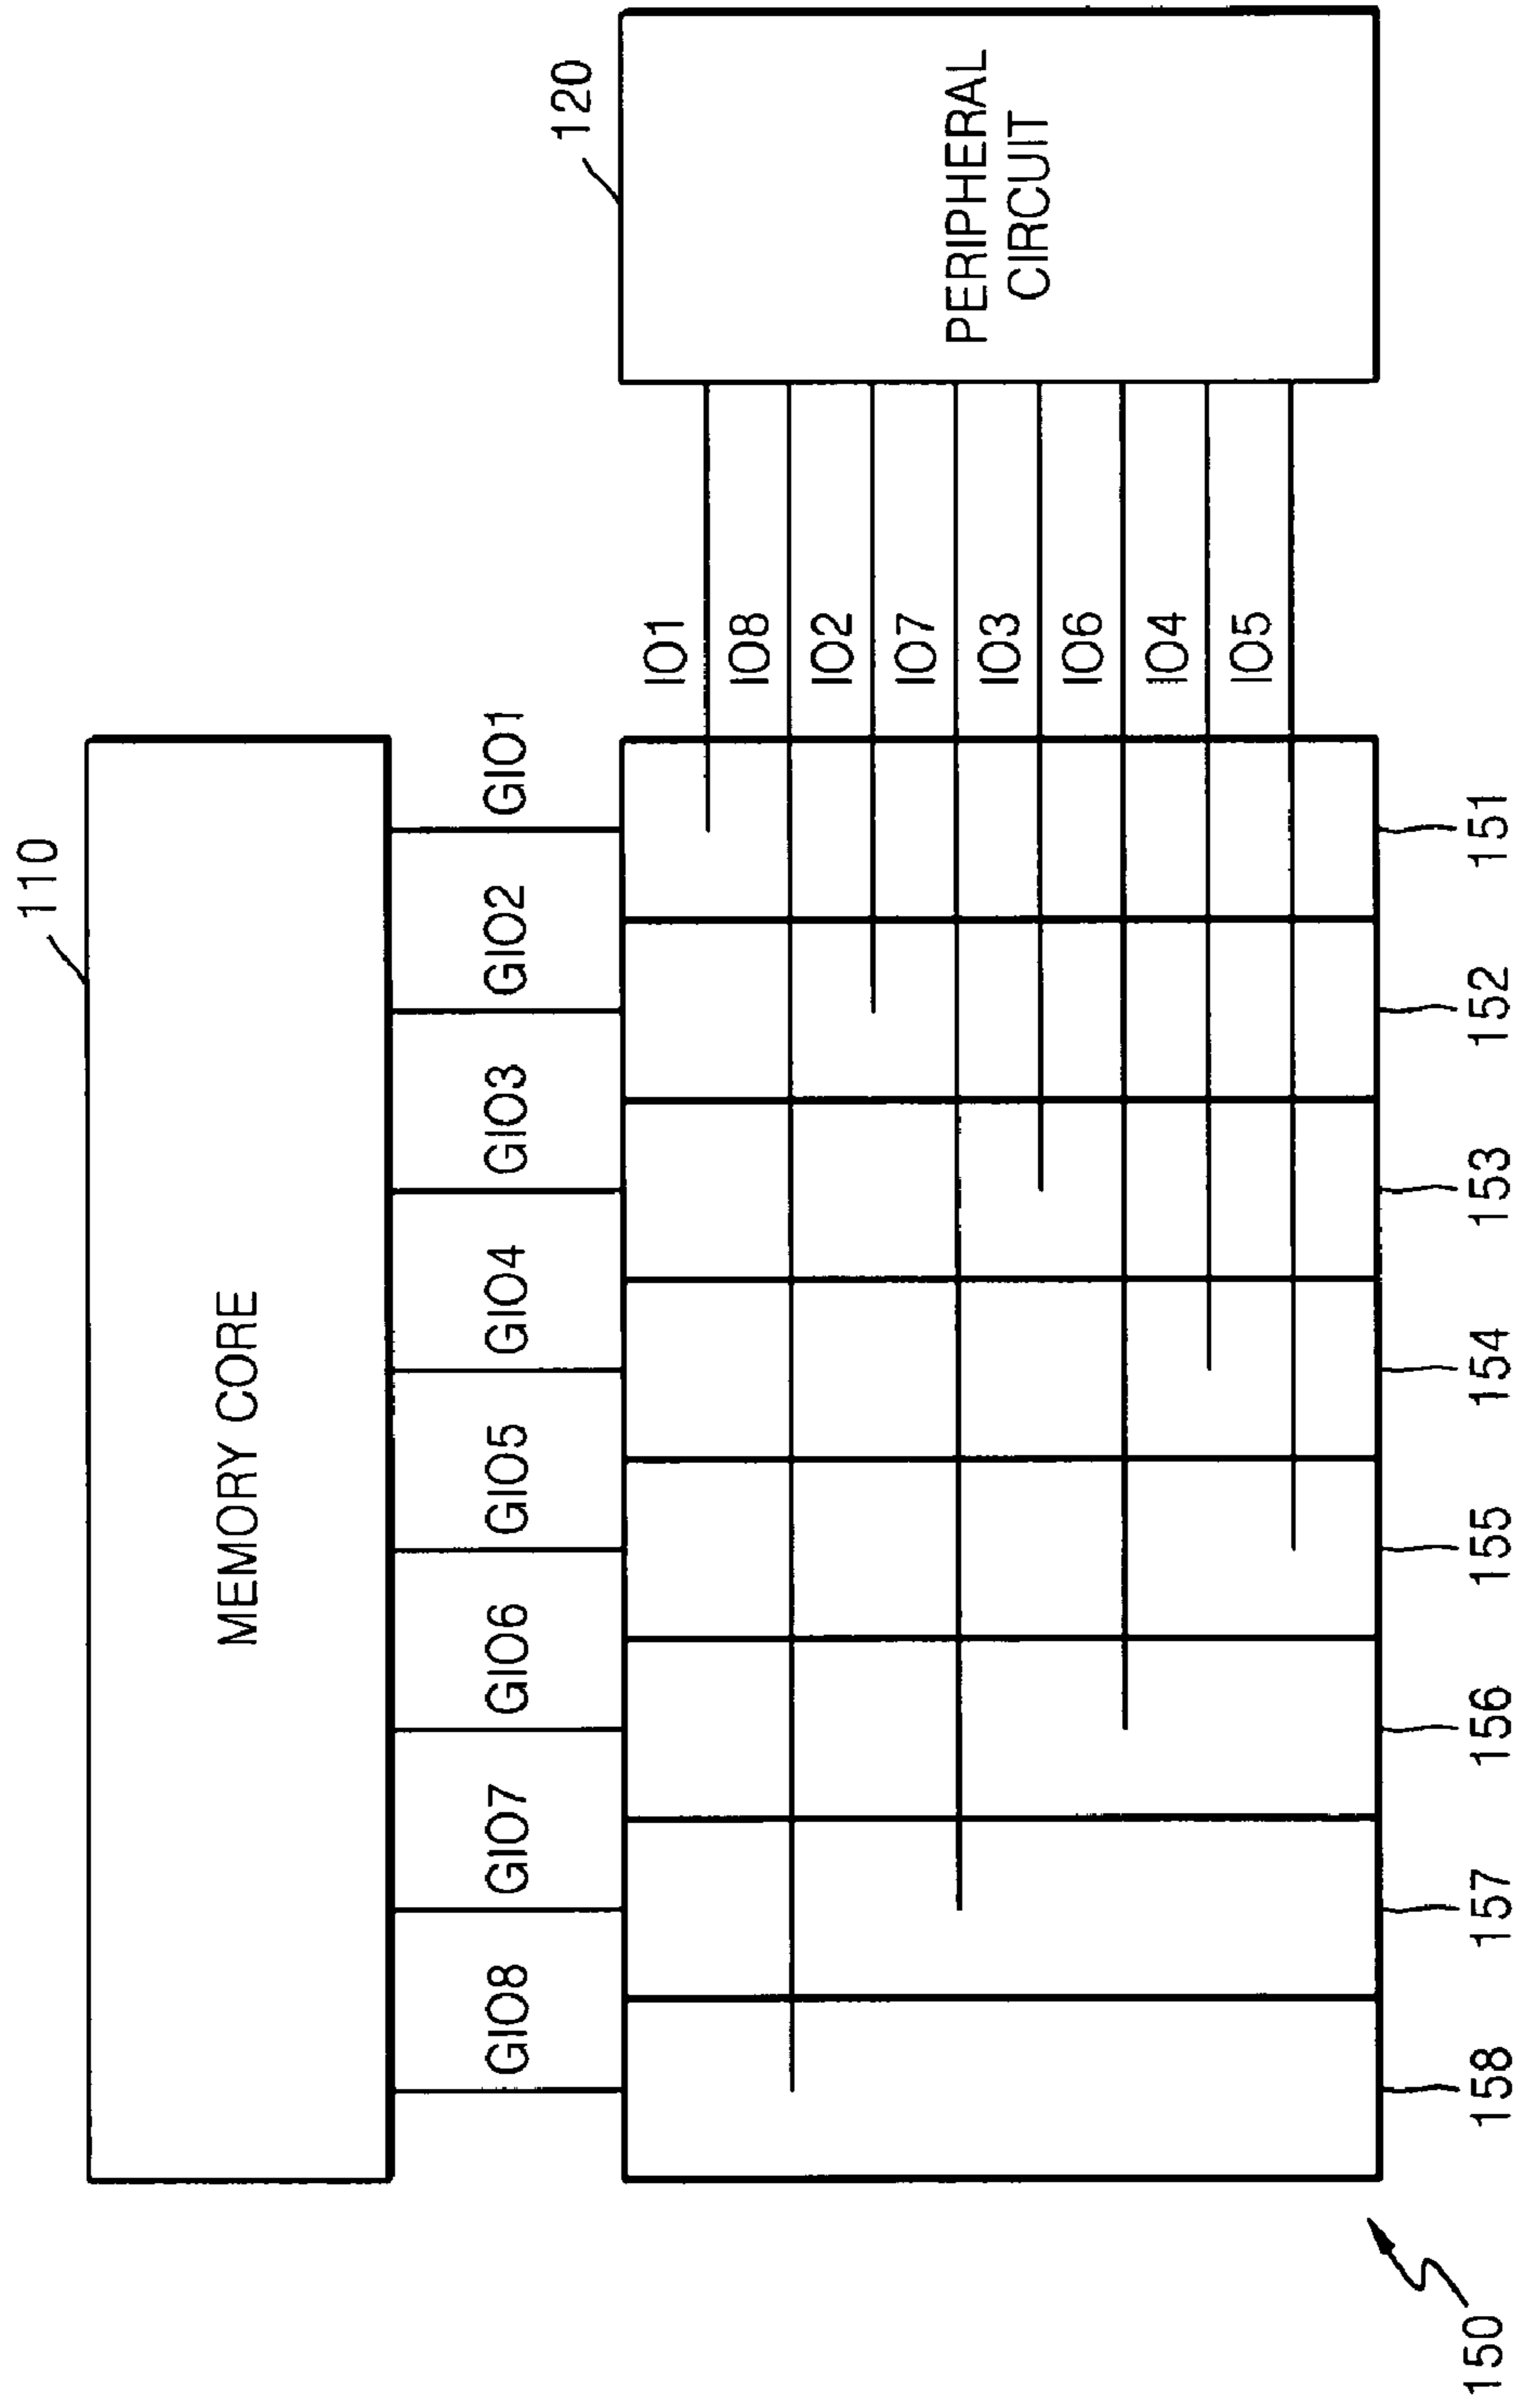 110
MEMORY CORE
120
PERIPHERAL
CIRCUIT
GIO8
GIO7
GIO6
GIO5
GIO4
GIO3
GIO2
GIO1
IO1
IO8
IO2
IO7
IO3
IO6
IO4
IO5
150
158
157
156
155
154
153
152
151